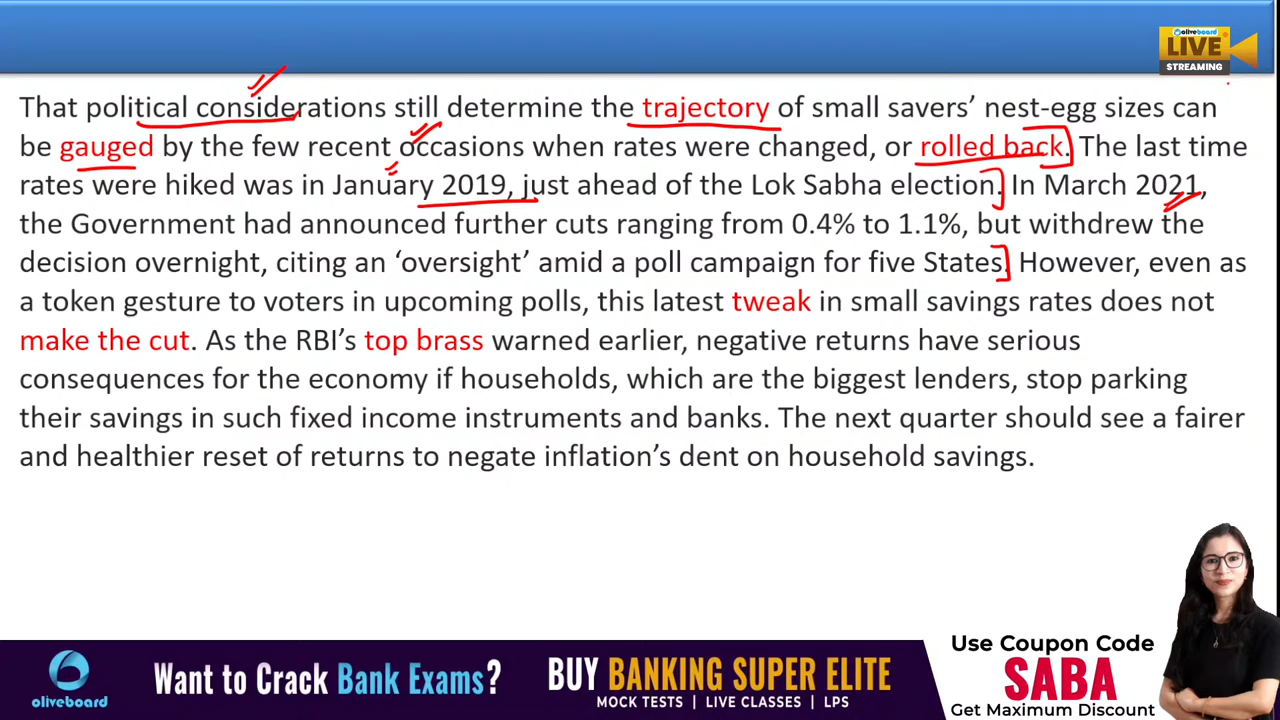 oliveboard
LIVE
STREAMING
That political considerations still determine the trajectory of small savers’ nest-egg sizes can
be gauged by the few recent occasions when rates were changed, or rolled back. The last time
rates were hiked was in January 2019, just ahead of the Lok Sabha election. In March 2021,
the Government had announced further cuts ranging from 0.4% to 1.1%, but withdrew the
decision overnight, citing an ‘oversight’ amid a poll campaign for five States. However, even as
a token gesture to voters in upcoming polls, this latest tweak in small savings rates does not
make the cut. As the RBI’s top brass warned earlier, negative returns have serious
consequences for the economy if households, which are the biggest lenders, stop parking
their savings in such fixed income instruments and banks. The next quarter should see a fairer
and healthier reset of returns to negate inflation’s dent on household savings.
oliveboard
Want to Crack Bank Exams?
BUY BANKING SUPER ELITE
MOCK TESTS | LIVE CLASSES | LPS
Use Coupon Code
SABA
Get Maximum Discount